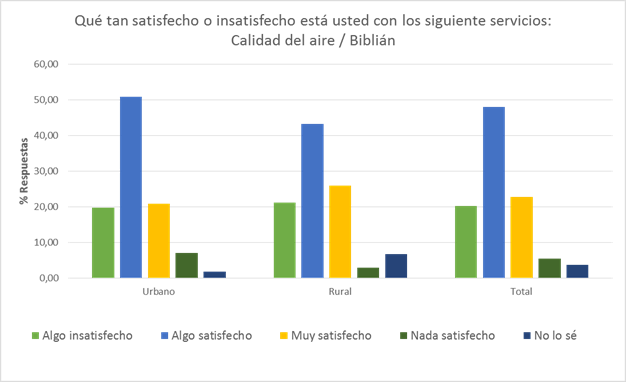 Qué tan satisfecho o insatisfecho está usted con los siguiente servicios:
Calidad del aire / Biblián
60,00
50,00
40,00
30,00
20,00
10,00
0,00
% Respuestas
Urbano
Rural
Total
Algo insatisfecho
Algo satisfecho
Muy satisfecho
Nada satisfecho
No lo sé